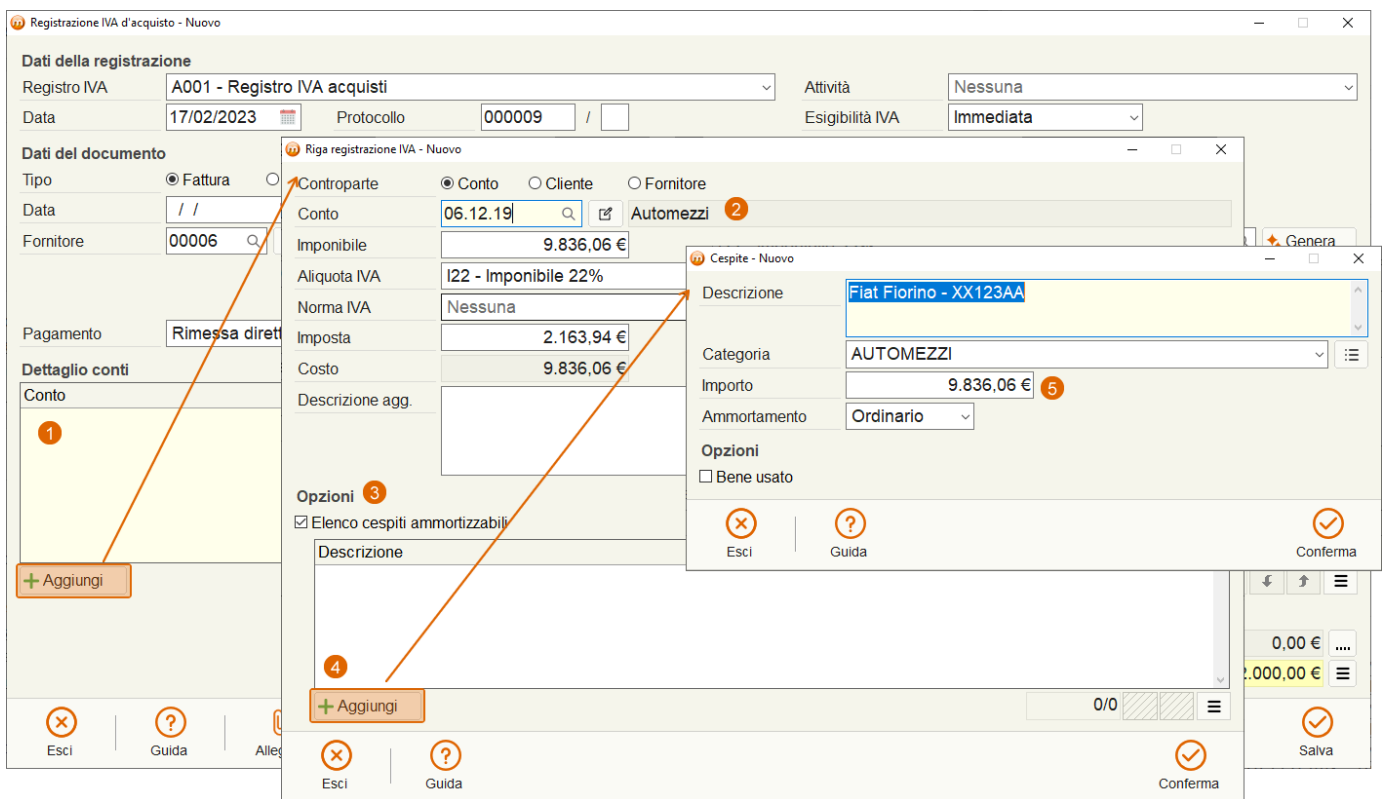 Registrazione IVA d'acquisto - Nuovo
Dati della registrazione
Registro IVA A001 - Registro IVA acquisti Attività Nessuna
Data 17/02/2023 Protocollo 000009 / Esigibilità IVA Immediata
Dati del documento
Tipo Fattura
Data / /
Fornitore 00006 Genera
Pagamento Rimessa
Dettaglio conti
Conto
1
Aggiungi
0,00 € ....
.000,00 €
Esci Guida Salva
Riga registrazione IVA - Nuovo
Controparte Conto Cliente Fornitore
Conto 06.12.19 Automezzi 2
Imponibile 9.836,06 €
Aliquota IVA I22 - Imponibile 22%
Norma IVA Nessuna
Imposta 2.163,94 €
Costo 9.836,06 €
Descrizione agg.
Opzioni 3
Elenco cespiti ammortizzabili
Descrizione
4
Aggiungi 0/0
Esci Guida Conferma
Cespite - Nuovo
Descrizione Fiat Fiorino - XX123AA
Categoria AUTOMEZZI
Importo 9.836,06 € 5
Ammortamento Ordinario
Opzioni
Bene usato
Esci Guida Conferma